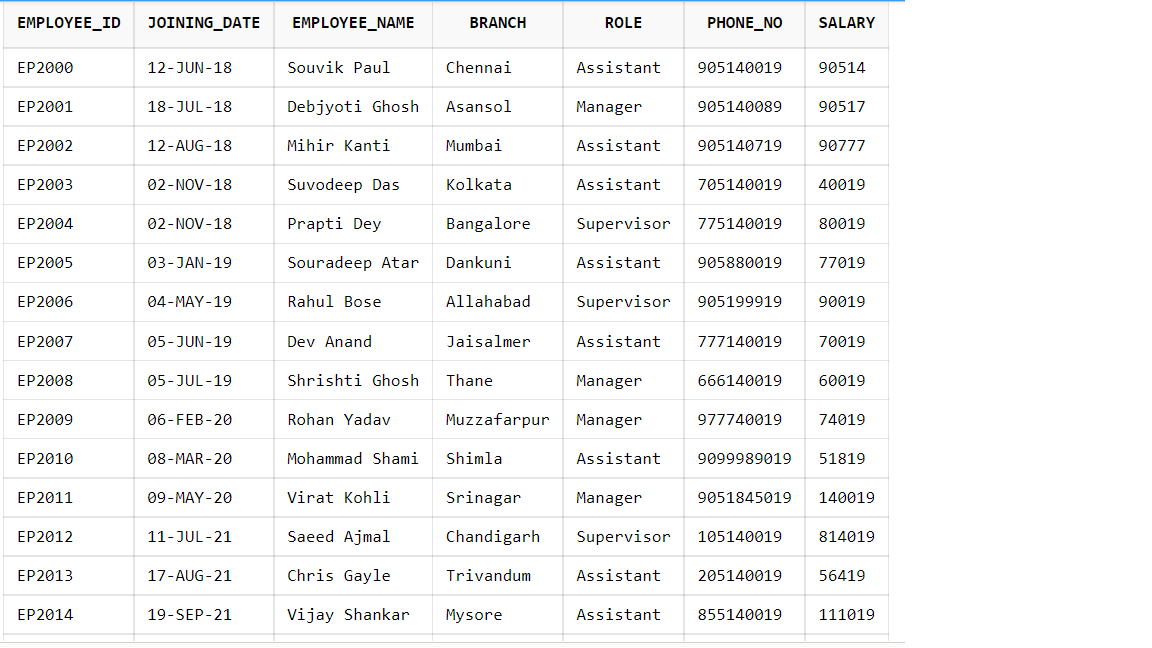 EMPLOYEE_ID JOINING_DATE EMPLOYEE_NAME BRANCH ROLE PHONE_NO SALARY
EP2000 12-JUN-18 Souvik Paul Chennai Assistant 905140019 90514
EP2001 18-JUL-18 Debjyoti Ghosh Asansol Manager 905140089 90517
EP2002 12-AUG-18 Mihir Kanti Mumbai Assistant 905140719 90777
EP2003 02-NOV-18 Suvodeep Das Kolkata Assistant 705140019 40019
EP2004 02-NOV-18 Prapti Dey Bangalore Supervisor 775140019 80019
EP2005 03-JAN-19 Souradeep Atar Dankuni Assistant 905880019 77019
EP2006 04-MAY-19 Rahul Bose Allahabad Supervisor 905199919 90019
EP2007 05-JUN-19 Dev Anand Jaisalmer Assistant 777140019 70019
EP2008 05-JUL-19 Shrishti Ghosh Thane Manager 666140019 60019
EP2009 06-FEB-20 Rohan Yadav Muzzafarpur Manager 977740019 74019
EP2010 08-MAR-20 Mohammad Shami Shimla Assistant 9099989019 51819
EP2011 09-MAY-20 Virat Kohli Srinagar Manager 9051845019 140019
EP2012 11-JUL-21 Saeed Ajmal Chandigarh Supervisor 105140019 814019
EP2013 17-AUG-21 Chris Gayle Trivandum Assistant 205140019 56419
EP2014 19-SEP-21 Vijay Shankar Mysore Assistant 855140019 111019